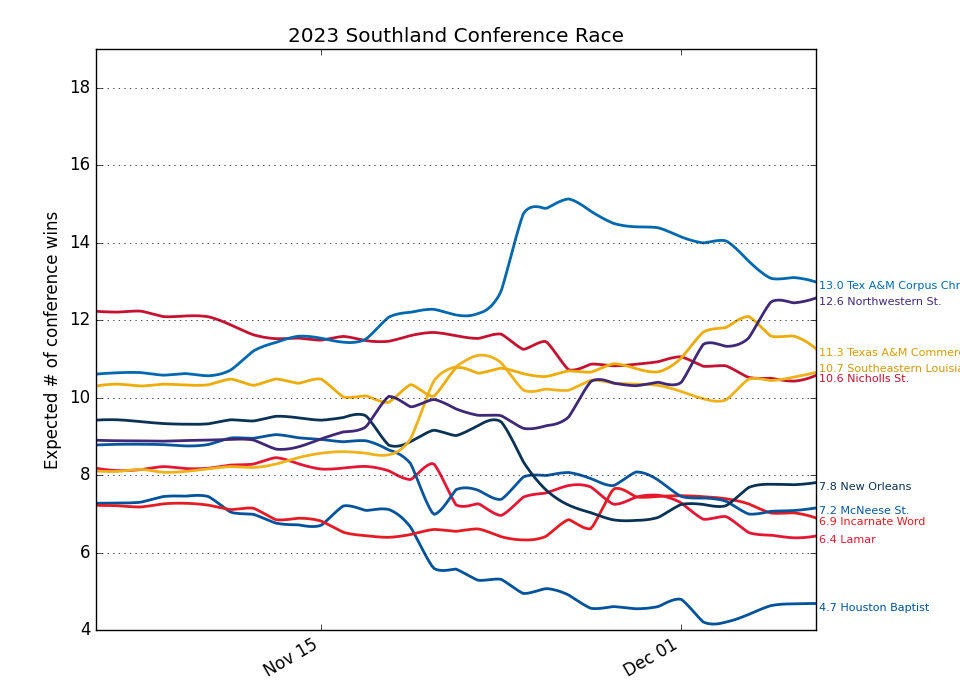 2023 Southland Conference Race
Expected # of conference wins
18
16
14
12
10
8
6
4
Nov 15
Dec 01
13.0 Tex A&M Corpus Chr
12.6 Northwestern St.
11.3 Texas A&M Commer
10.7 Southeastern Louisia
10.6 Nicholls St.
7.8 New Orleans
7.2 McNeese St.
6.9 Incarnate Word
6.4 Lamar
4.7 Houston Baptist